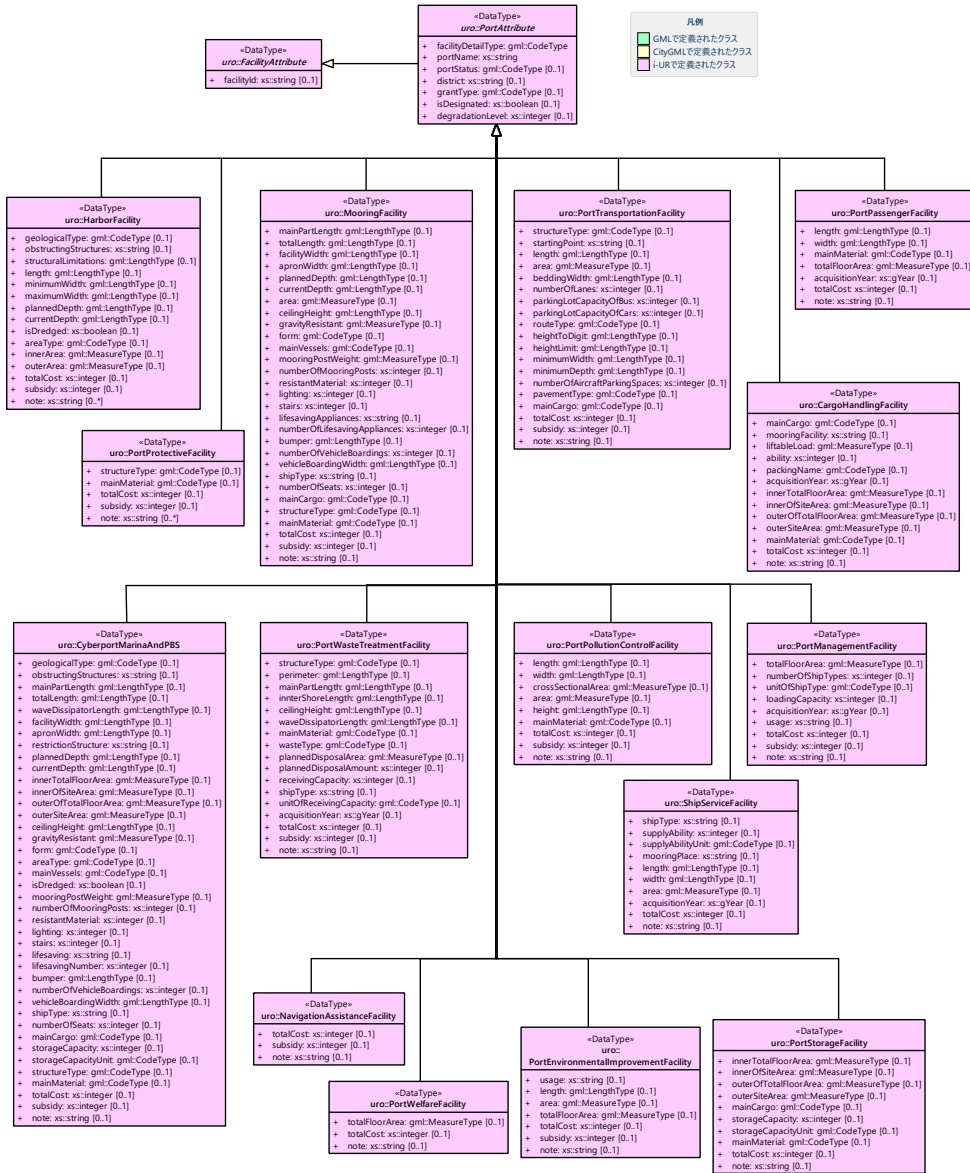 «DataType»
uro::PortAttribute
+ facilityDetailType: gml::CodeType
+ portName: xs::string
+ portStatus: gml::CodeType [0..1]
+ district: xs::string [0..1]
+ grantType: gml::CodeType [0..1]
+ isDesignated: xs::boolean [0..1]
+ degradationLevel: xs::integer [0..1]
凡例
GMLで定義されたクラス
CityGMLで定義されたクラス
i-URで定義されたクラス
«DataType»
uro::FacilityAttribute
+ facilityId: xs::string [0..1]
«DataType»
uro::HarborFacility
+ geologicalType: gml::CodeType [0..1]
+ obstructingStructures: xs::string [0..1]
+ structuralLimitations: gml::LengthType [0..1]
+ length: gml::LengthType [0..1]
+ minimumWidth: gml::LengthType [0..1]
+ maximumWidth: gml::LengthType [0..1]
+ plannedDepth: gml::LengthType [0..1]
+ currentDepth: gml::LengthType [0..1]
+ isDredged: xs::boolean [0..1]
+ areaType: gml::CodeType [0..1]
+ innerArea: gml::MeasureType [0..1]
+ outerArea: gml::MeasureType [0..1]
+ totalCost: xs::integer [0..1]
+ subsidy: xs::integer [0..1]
+ note: xs::string [0..*]
«DataType»
uro::PortProtectiveFacility
+ structureType: gml::CodeType [0..1]
+ mainMaterial: gml::CodeType [0..1]
+ totalCost: xs::integer [0..1]
+ subsidy: xs::integer [0..1]
+ note: xs::string [0..*]
«DataType»
uro::MooringFacility
+ mainPartLength: gml::LengthType [0..1]
+ totalLength: gml::LengthType [0..1]
+ facilityWidth: gml::LengthType [0..1]
+ apronWidth: gml::LengthType [0..1]
+ plannedDepth: gml::LengthType [0..1]
+ currentDepth: gml::LengthType [0..1]
+ area: gml::MeasureType [0..1]
+ ceilingHeight: gml::LengthType [0..1]
+ gravityResistant: gml::MeasureType [0..1]
+ form: gml::CodeType [0..1]
+ mainVessels: gml::CodeType [0..1]
+ mooringPostWeight: gml::MeasureType [0..1]
+ numberOfMooringPosts: xs::integer [0..1]
+ resistantMaterial: xs::integer [0..1]
+ lighting: xs::integer [0..1]
+ stairs: xs::integer [0..1]
+ lifesavingAppliances: xs::string [0..1]
+ numberOfLifesavingAppliances: xs::integer [0..1]
+ bumper: gml::LengthType [0..1]
+ numberOfVehicleBoardings: xs::integer [0..1]
+ vehicleBoardingWidth: gml::LengthType [0..1]
+ shipType: xs::string [0..1]
+ numberOfSeats: xs::integer [0..1]
+ mainCargo: gml::CodeType [0..1]
+ structureType: gml::CodeType [0..1]
+ mainMaterial: gml::CodeType [0..1]
+ totalCost: xs::integer [0..1]
+ subsidy: xs::integer [0..1]
+ note: xs::string [0..1]
«DataType»
uro::PortTransportationFacility
+ structureType: gml::CodeType [0..1]
+ startingPoint: xs::string [0..1]
+ length: gml::LengthType [0..1]
+ area: gml::MeasureType [0..1]
+ beddingWidth: gml::LengthType [0..1]
+ numberOfLanes: xs::integer [0..1]
+ parkingLotCapacityOfBus: xs::integer [0..1]
+ parkingLotCapacityOfCars: xs::integer [0..1]
+ routeType: gml::CodeType [0..1]
+ heightToDigit: gml::LengthType [0..1]
+ heightLimit: gml::LengthType [0..1]
+ minimumWidth: gml::LengthType [0..1]
+ minimumDepth: gml::LengthType [0..1]
+ numberOfAircraftParkingSpaces: xs::integer [0..1]
+ pavementType: gml::CodeType [0..1]
+ mainCargo: gml::CodeType [0..1]
+ totalCost: xs::integer [0..1]
+ subsidy: xs::integer [0..1]
+ note: xs::string [0..1]
«DataType»
uro::PortPassengerFacility
+ length: gml::LengthType [0..1]
+ width: gml::LengthType [0..1]
+ mainMaterial: gml::CodeType [0..1]
+ totalFloorArea: gml::MeasureType [0..1]
+ acquisitionYear: xs::gYear [0..1]
+ totalCost: xs::integer [0..1]
+ note: xs::string [0..1]
«DataType»
uro::CargoHandlingFacility
+ mainCargo: gml::CodeType [0..1]
+ mooringFacility: xs::string [0..1]
+ liftableLoad: gml::MeasureType [0..1]
+ ability: xs::integer [0..1]
+ packingName: gml::CodeType [0..1]
+ acquisitionYear: xs::gYear [0..1]
+ innerTotalFloorArea: gml::MeasureType [0..1]
+ innerOfSiteArea: gml::MeasureType [0..1]
+ outerOfTotalFloorArea: gml::MeasureType [0..1]
+ outerSiteArea: gml::MeasureType [0..1]
+ mainMaterial: gml::CodeType [0..1]
+ totalCost: xs::integer [0..1]
+ note: xs::string [0..1]
«DataType»
uro::CyberportMarinaAndPBS
+ geologicalType: gml::CodeType [0..1]
+ obstructingStructures: xs::string [0..1]
+ mainPartLength: gml::LengthType [0..1]
+ totalLength: gml::LengthType [0..1]
+ waveDissipatorLength: gml::LengthType [0..1]
+ facilityWidth: gml::LengthType [0..1]
+ apronWidth: gml::LengthType [0..1]
+ restrictionStructure: xs::string [0..1]
+ plannedDepth: gml::LengthType [0..1]
+ currentDepth: gml::LengthType [0..1]
+ innerTotalFloorArea: gml::MeasureType [0..1]
+ innerOfSiteArea: gml::MeasureType [0..1]
+ outerOfTotalFloorArea: gml::MeasureType [0..1]
+ outerSiteArea: gml::MeasureType [0..1]
+ ceilingHeight: gml::LengthType [0..1]
+ gravityResistant: gml::MeasureType [0..1]
+ form: gml::CodeType [0..1]
+ areaType: gml::CodeType [0..1]
+ mainVessels: gml::CodeType [0..1]
+ isDredged: xs::boolean [0..1]
+ mooringPostWeight: gml::MeasureType [0..1]
+ numberOfMooringPosts: xs::integer [0..1]
+ resistantMaterial: xs::integer [0..1]
+ lighting: xs::integer [0..1]
+ stairs: xs::integer [0..1]
+ lifesaving: xs::string [0..1]
+ lifesavingNumber: xs::integer [0..1]
+ bumper: gml::LengthType [0..1]
+ numberOfVehicleBoardings: xs::integer [0..1]
+ vehicleBoardingWidth: gml::LengthType [0..1]
+ shipType: xs::string [0..1]
+ numberOfSeats: xs::integer [0..1]
+ mainCargo: gml::CodeType [0..1]
+ storageCapacity: xs::integer [0..1]
+ storageCapacityUnit: gml::CodeType [0..1]
+ structureType: gml::CodeType [0..1]
+ mainMaterial: gml::CodeType [0..1]
+ totalCost: xs::integer [0..1]
+ subsidy: xs::integer [0..1]
+ note: xs::string [0..1]
«DataType»
uro::PortWasteTreatmentFacility
+ structureType: gml::CodeType [0..1]
+ perimeter: gml::LengthType [0..1]
+ mainPartLength: gml::LengthType [0..1]
+ innterShoreLength: gml::LengthType [0..1]
+ ceilingHeight: gml::LengthType [0..1]
+ waveDissipatorLength: gml::LengthType [0..1]
+ mainMaterial: gml::CodeType [0..1]
+ wasteType: gml::CodeType [0..1]
+ plannedDisposalArea: gml::MeasureType [0..1]
+ plannedDisposalAmount: xs::integer [0..1]
+ receivingCapacity: xs::integer [0..1]
+ shipType: xs::string [0..1]
+ unitOfReceivingCapacity: gml::CodeType [0..1]
+ acquisitionYear: xs::gYear [0..1]
+ totalCost: xs::integer [0..1]
+ subsidy: xs::integer [0..1]
+ note: xs::string [0..1]
«DataType»
uro::PortPollutionControlFacility
+ length: gml::LengthType [0..1]
+ width: gml::LengthType [0..1]
+ crossSectionalArea: gml::MeasureType [0..1]
+ area: gml::MeasureType [0..1]
+ height: gml::LengthType [0..1]
+ mainMaterial: gml::CodeType [0..1]
+ totalCost: xs::integer [0..1]
+ subsidy: xs::integer [0..1]
+ note: xs::string [0..1]
«DataType»
uro::PortManagementFacility
+ totalFloorArea: gml::MeasureType [0..1]
+ numberOfShipTypes: xs::integer [0..1]
+ unitOfShipType: gml::CodeType [0..1]
+ loadingCapacity: xs::integer [0..1]
+ acquisitionYear: xs::gYear [0..1]
+ usage: xs::string [0..1]
+ totalCost: xs::integer [0..1]
+ subsidy: xs::integer [0..1]
+ note: xs::string [0..1]
«DataType»
uro::ShipServiceFacility
+ shipType: xs::string [0..1]
+ supplyAbility: xs::integer [0..1]
+ supplyAbilityUnit: gml::CodeType [0..1]
+ mooringPlace: xs::string [0..1]
+ length: gml::LengthType [0..1]
+ width: gml::LengthType [0..1]
+ area: gml::MeasureType [0..1]
+ acquisitionYear: xs::gYear [0..1]
+ totalCost: xs::integer [0..1]
+ note: xs::string [0..1]
«DataType»
uro::NavigationAssistanceFacility
+ totalCost: xs::integer [0..1]
+ subsidy: xs::integer [0..1]
+ note: xs::string [0..1]
«DataType»
uro::PortWelfareFacility
+ totalFloorArea: gml::MeasureType [0..1]
+ totalCost: xs::integer [0..1]
+ note: xs::string [0..1]
«DataType»
uro::
PortEnvironmentalImprovementFacility
+ usage: xs::string [0..1]
+ length: gml::LengthType [0..1]
+ area: gml::MeasureType [0..1]
+ totalFloorArea: gml::MeasureType [0..1]
+ totalCost: xs::integer [0..1]
+ subsidy: xs::integer [0..1]
+ note: xs::string [0..1]
«DataType»
uro::PortStorageFacility
+ innerTotalFloorArea: gml::MeasureType [0..1]
+ innerOfSiteArea: gml::MeasureType [0..1]
+ outerOfTotalFloorArea: gml::MeasureType [0..1]
+ outerSiteArea: gml::MeasureType [0..1]
+ mainCargo: gml::CodeType [0..1]
+ storageCapacity: xs::integer [0..1]
+ storageCapacityUnit: gml::CodeType [0..1]
+ mainMaterial: gml::CodeType [0..1]
+ totalCost: xs::integer [0..1]
+ note: xs::string [0..1]